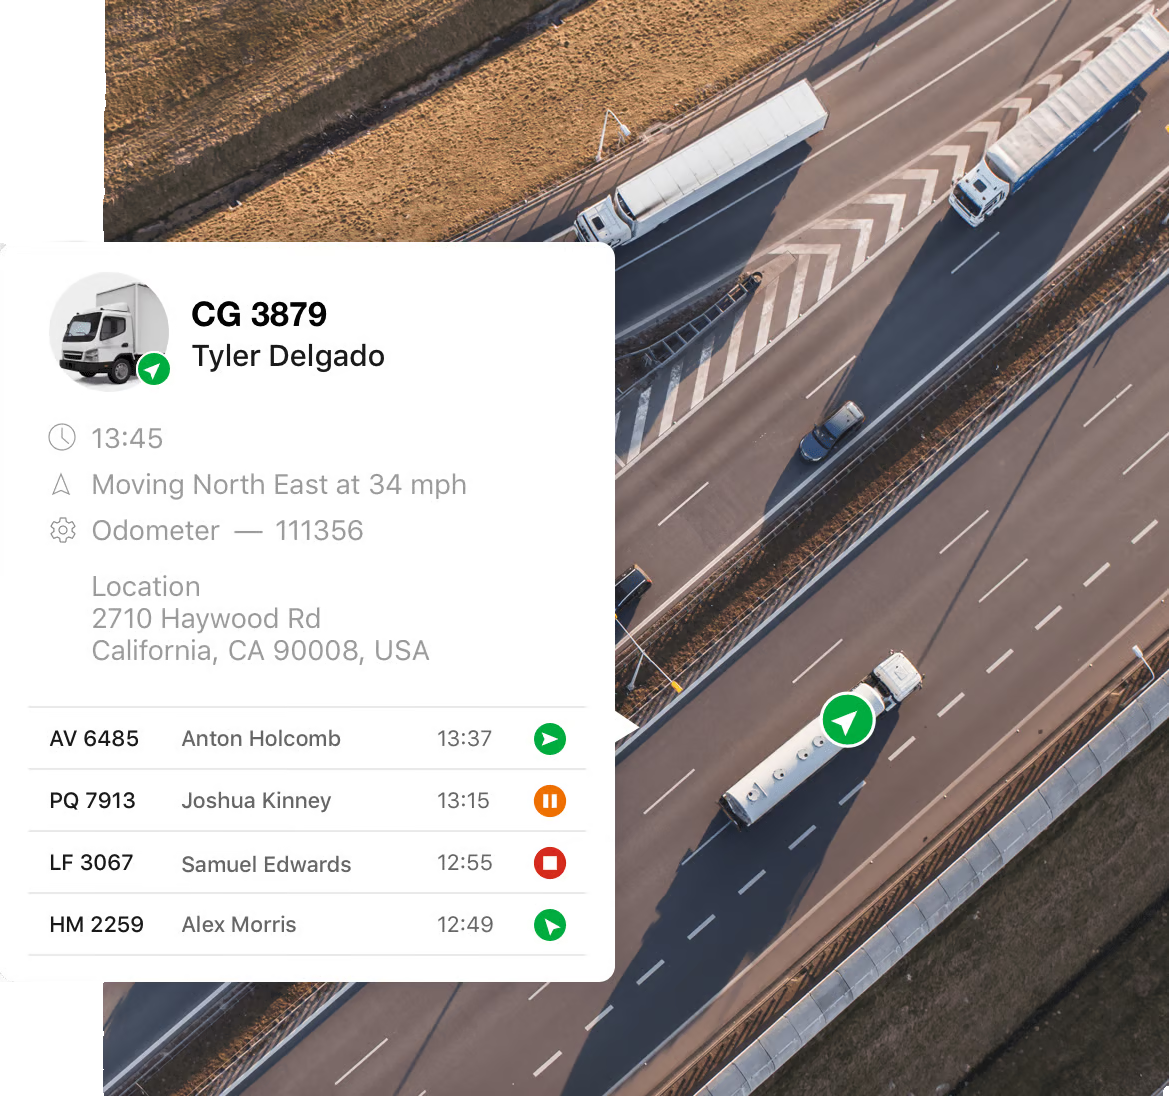 CG 3879
Tyler Delgado
13:45
Moving North East at 34 mph
Odometer — 111356
Location
2710 Haywood Rd
California, CA 90008, USA
AV 6485 Anton Holcomb 13:37
PQ 7913 Joshua Kinney 13:15
LF 3067 Samuel Edwards 12:55
HM 2259 Alex Morris 12:49